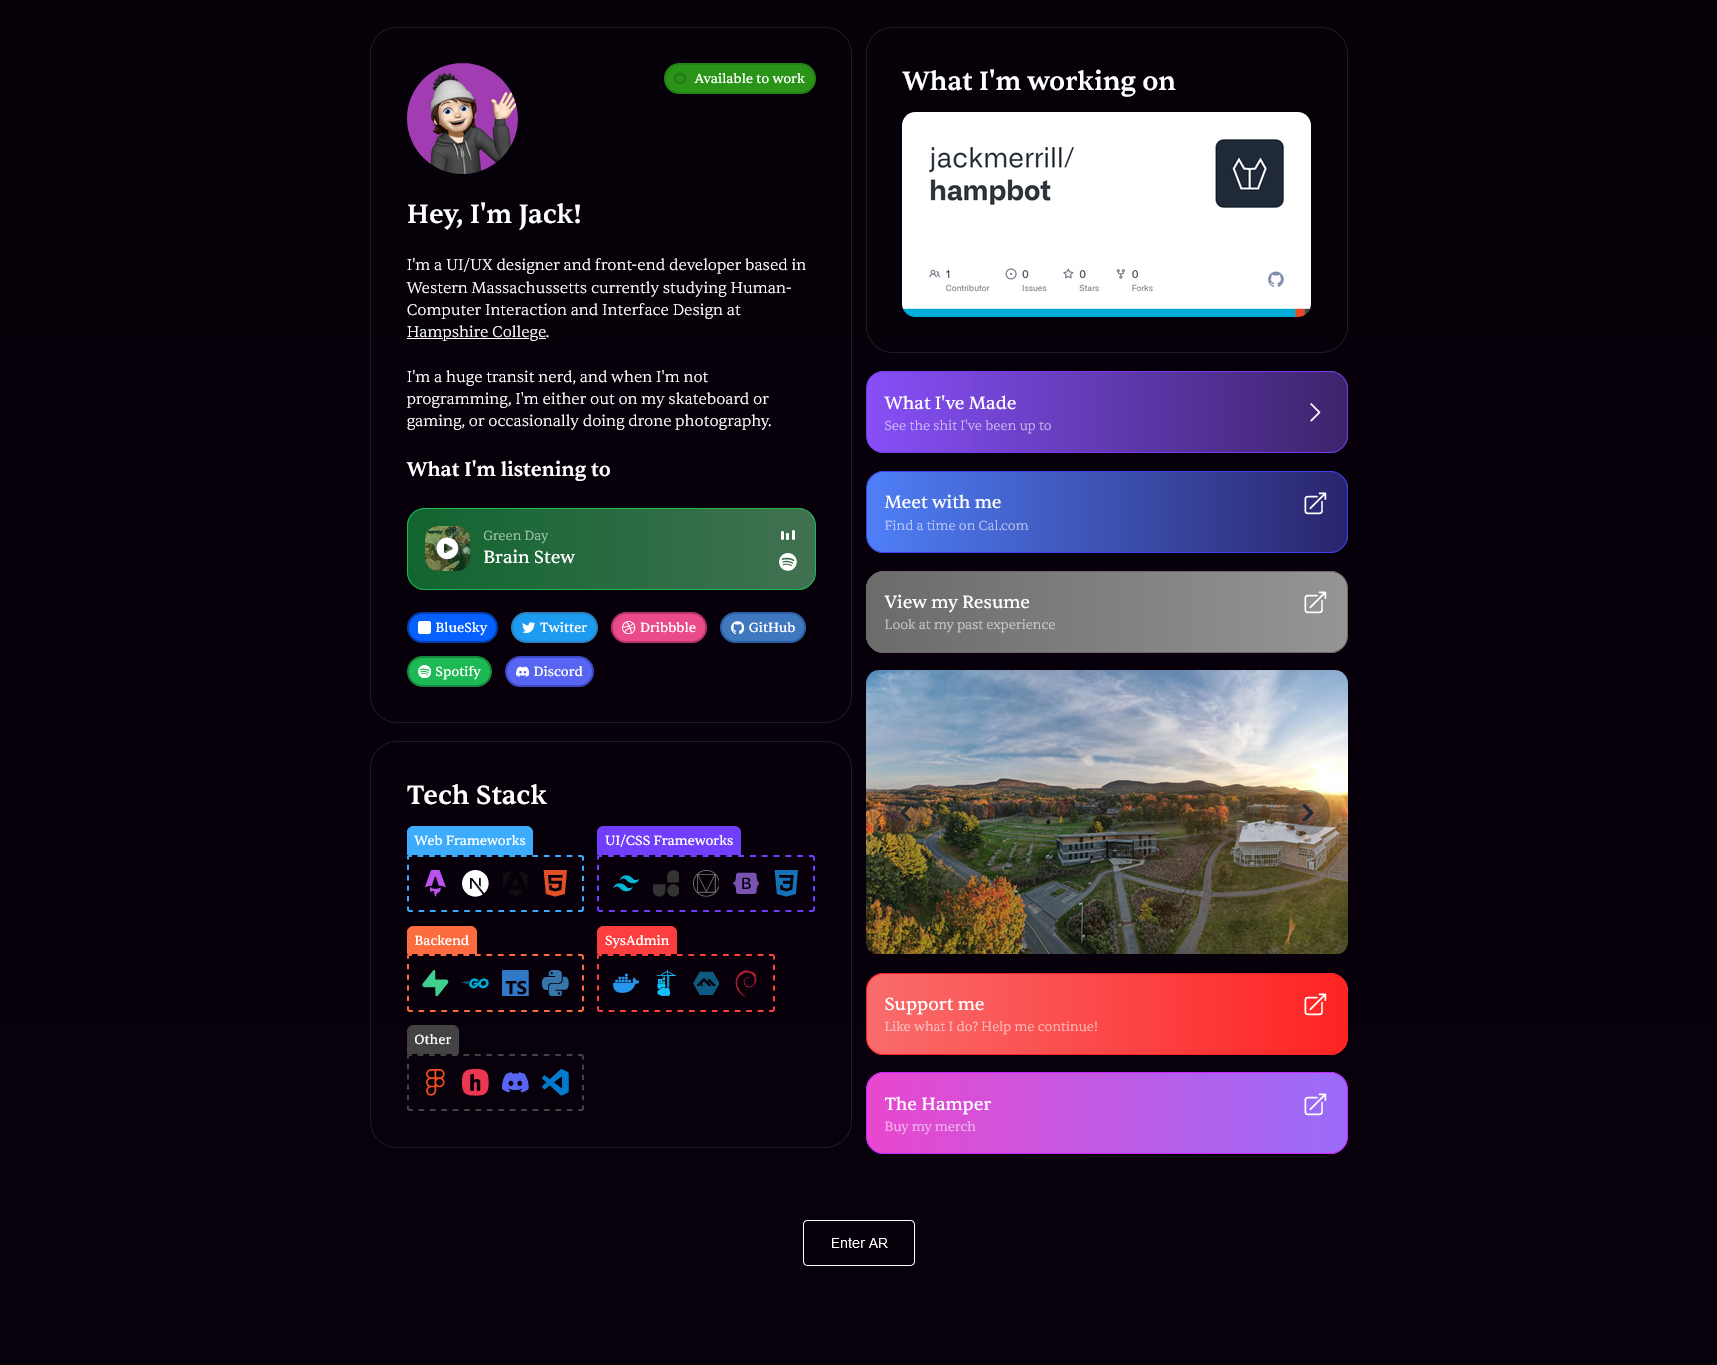 Available to work
Hey, I'm Jack!
I'm a UI/UX designer and front-end developer based in
Western Massachussetts currently studying Human-
Computer Interaction and Interface Design at
Hampshire College.
I'm a huge transit nerd, and when I'm not
programming, I'm either out on my skateboard or
gaming, or occasionally doing drone photography.
What I'm listening to
Green Day
Brain Stew
BlueSky
Twitter
Dribbble
GitHub
Spotify
Discord
Tech Stack
Web Frameworks
UI/CSS Frameworks
N
5
B
3
Backend
SysAdmin
GO
TS
Other
h
What I'm working on
jackmerrill/
hampbot
1
Contributor
0
Issues
0
Stars
0
Forks
What I've Made
See the shit I've been up to
Meet with me
Find a time on Cal.com
View my Resume
Look at my past experience
Support me
Like what I do? Help me continue!
The Hamper
Buy my merch
Enter AR